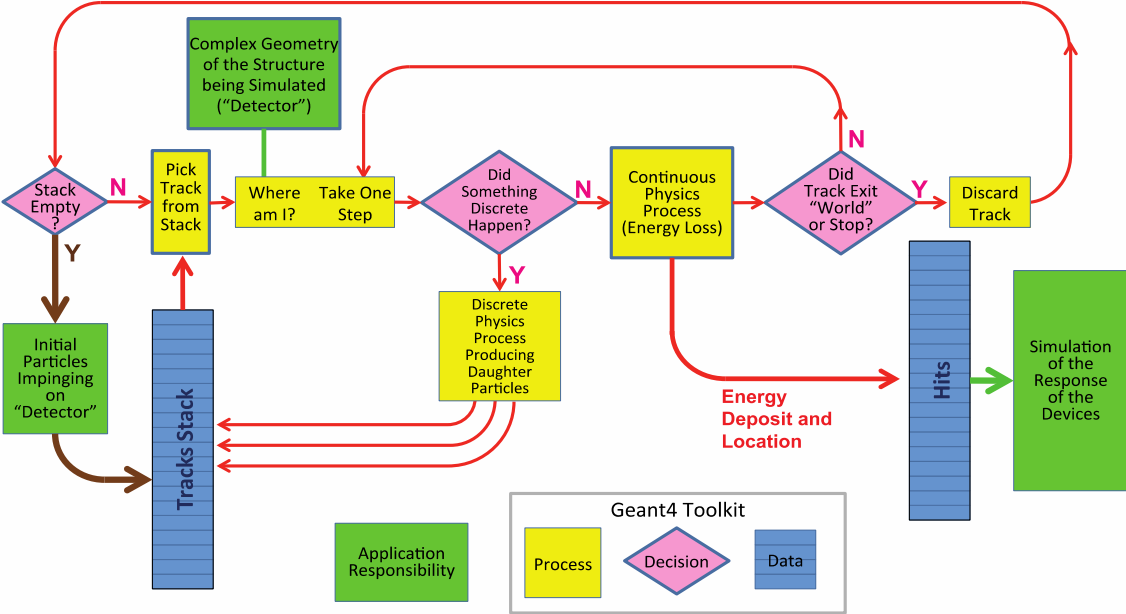 Complex Geometry
of the Structure
being Simulated
(“Detector”)
Stack
Empty
?
N
Y
Pick
Track
from
Stack
Where
am I?
Take One
Step
Did
Something
Discrete
Happen?
N
Y
Continuous
Physics
Process
(Energy Loss)
Did
Track Exit
“World”
or Stop?
N
Y
Discard
Track
Initial
Particles
Impinging
on
“Detector”
Tracks Stack
Discrete
Physics
Process
Producing
Daughter
Particles
Energy
Deposit and
Location
Hits
Simulation
of the
Response
of the
Devices
Application
Responsibility
Geant4 Toolkit
Process
Decision
Data